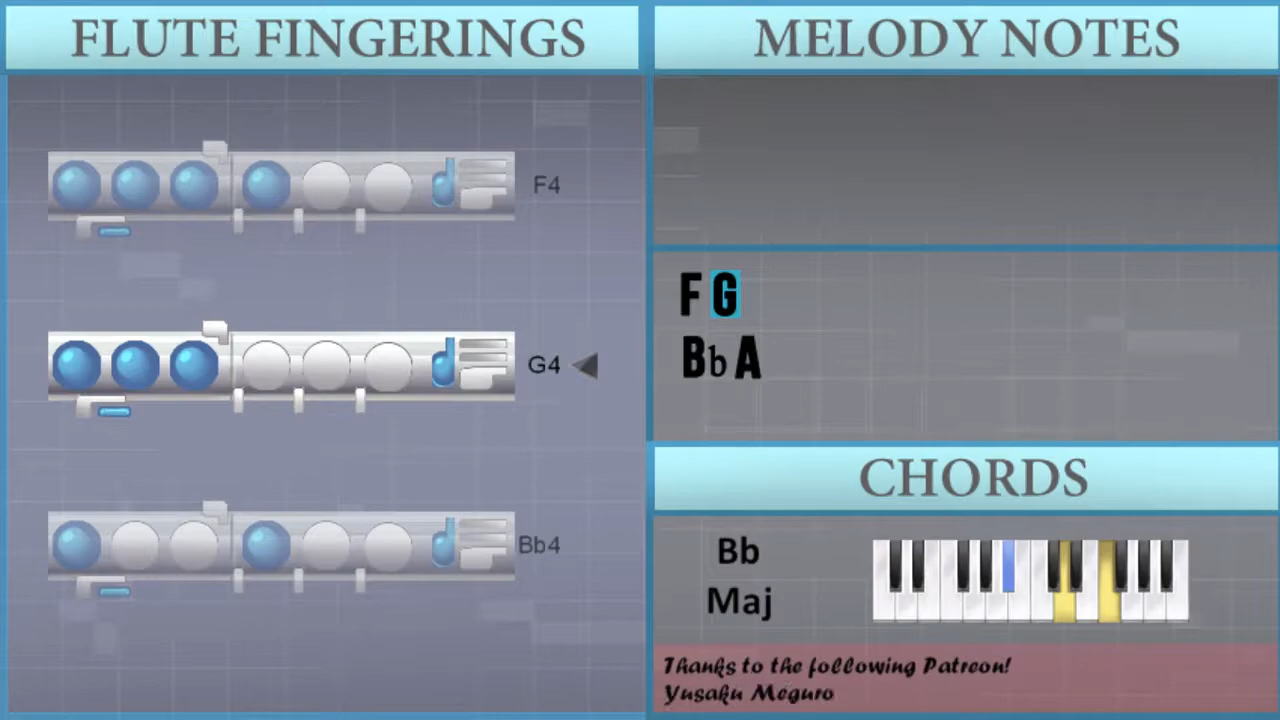 FLUTE FINGERINGS
F4
G4
Bb4
MELODY NOTES
F G
Bb A
CHORDS
Bb
Maj
Thanks to the following Patreon!
Yusaku Meguro